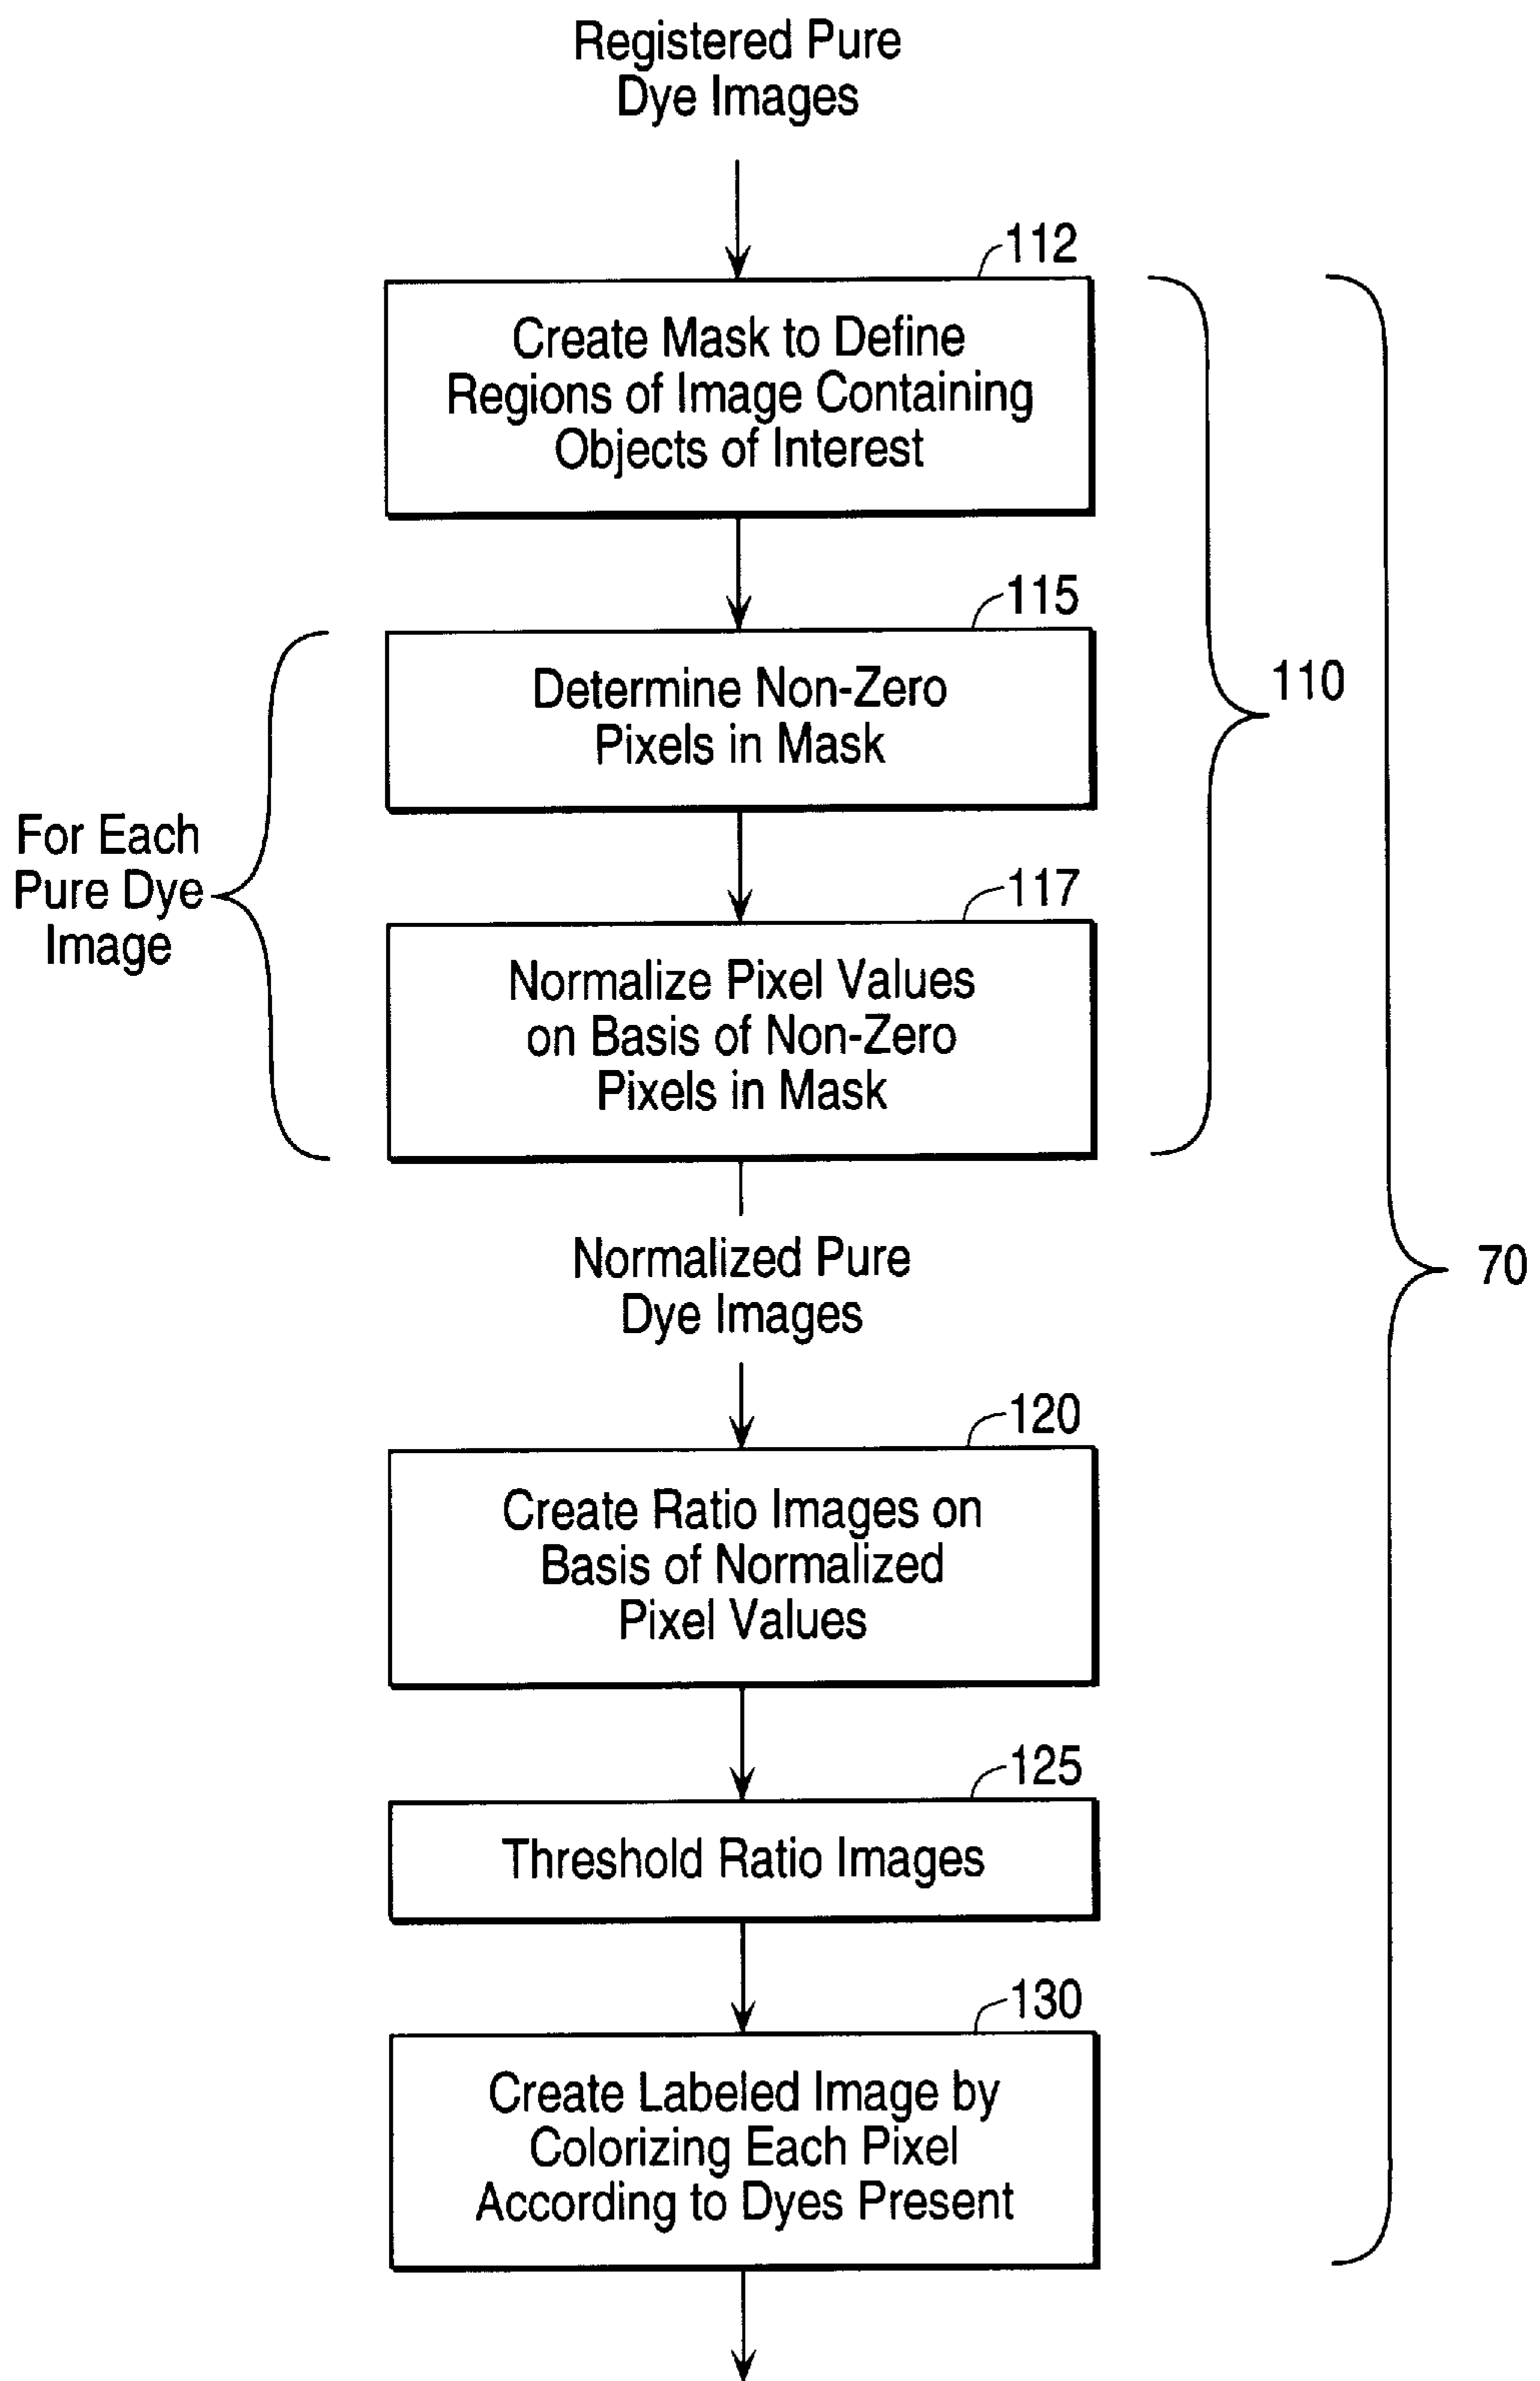 Registered Pure
Dye Images
112
Create Mask to Define
Regions of Image Containing
Objects of Interest
115
Determine Non-Zero
Pixels in Mask
110
For Each
Pure Dye
Image
117
Normalize Pixel Values
on Basis of Non-Zero
Pixels in Mask
Normalized Pure
Dye Images
70
120
Create Ratio Images on
Basis of Normalized
Pixel Values
125
Threshold Ratio Images
130
Create Labeled Image by
Colorizing Each Pixel
According to Dyes Present